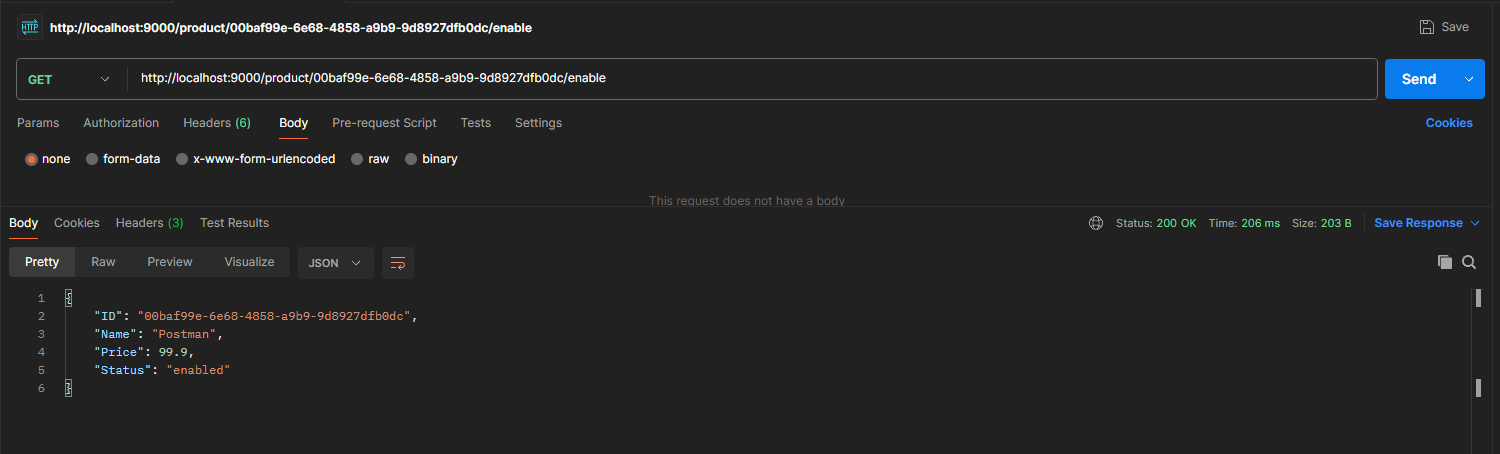 HTTP http://localhost:9000/product/00baf99e-6e68-4858-a9b9-9d8927dfb0dc/enable Save
GET http://localhost:9000/product/00baf99e-6e68-4858-a9b9-9d8927dfb0dc/enable Send
Params Authorization Headers (6) Body Pre-request Script Tests Settings Cookies
none form-data x-www-form-urlencoded raw binary
This request does not have a body
Body Cookies Headers (3) Test Results Status: 200 OK Time: 206 ms Size: 203 B Save Response
Pretty Raw Preview Visualize JSON
1 {
2 "ID": "00baf99e-6e68-4858-a9b9-9d8927dfb0dc",
3 "Name": "Postman",
4 "Price": 99.9,
5 "Status": "enabled"
6 }